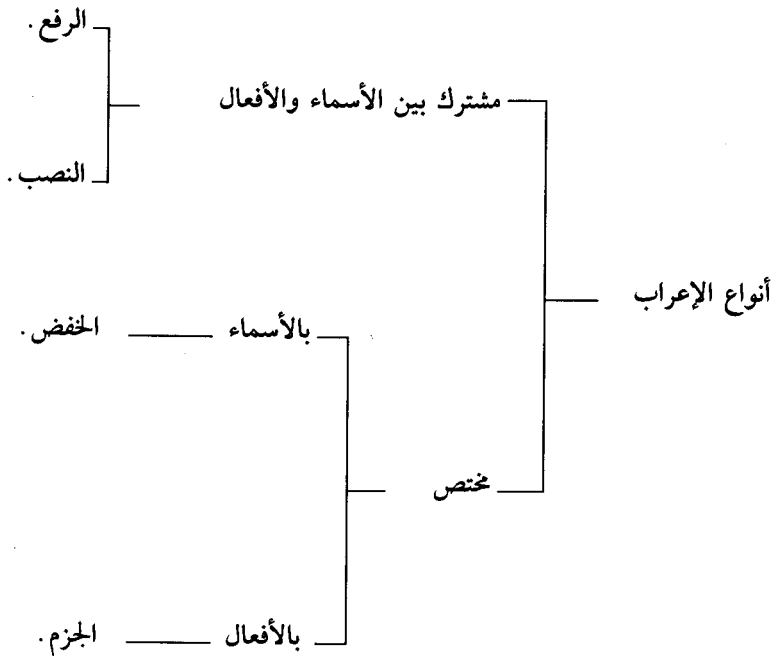 الرفع.
مشترك بين الأسماء والأفعال
النصب.
أنواع الإعراب
بالأسماء الخفض.
مختص
بالأفعال الجزم.